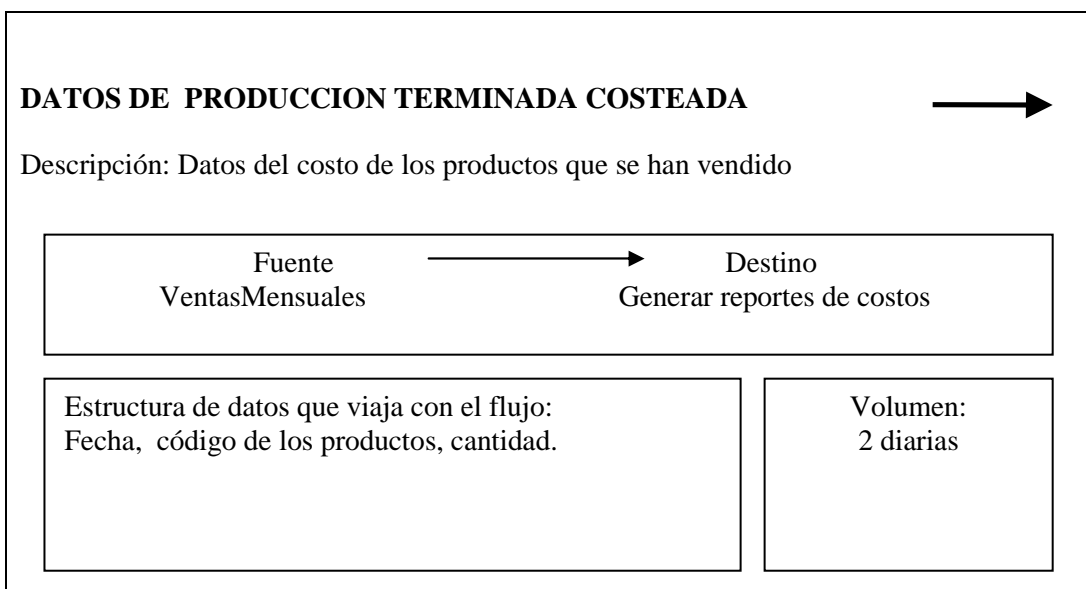 DATOS DE PRODUCCION TERMINADA COSTEADA
Descripción: Datos del costo de los productos que se han vendido
Fuente Destino
VentasMensuales Generar reportes de costos
Estructura de datos que viaja con el flujo:
Fecha, código de los productos, cantidad.
Volumen:
2 diarias